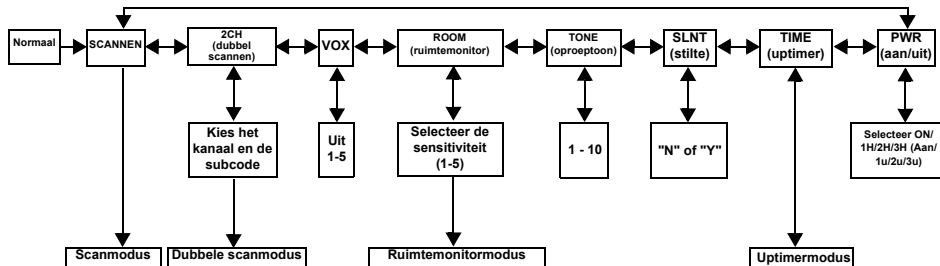 Normaal
SCANNEN
2CH
(dubbel
scannen)
VOX
ROOM
(ruimtemonitor)
TONE
(oproeptoon)
SLNT
(stilte)
TIME
(uptimer)
PWR
(aan/uit)
Kies het
kanaal en de
subcode
Uit
1-5
Selecteer de
sensitiviteit
(1-5)
1 - 10
"N" of "Y"
Selecteer ON/
1H/2H/3H (Aan/
1u/2u/3u)
Scanmodus
Dubbele scanmodus
Ruimtemonitormodus
Uptimermodus